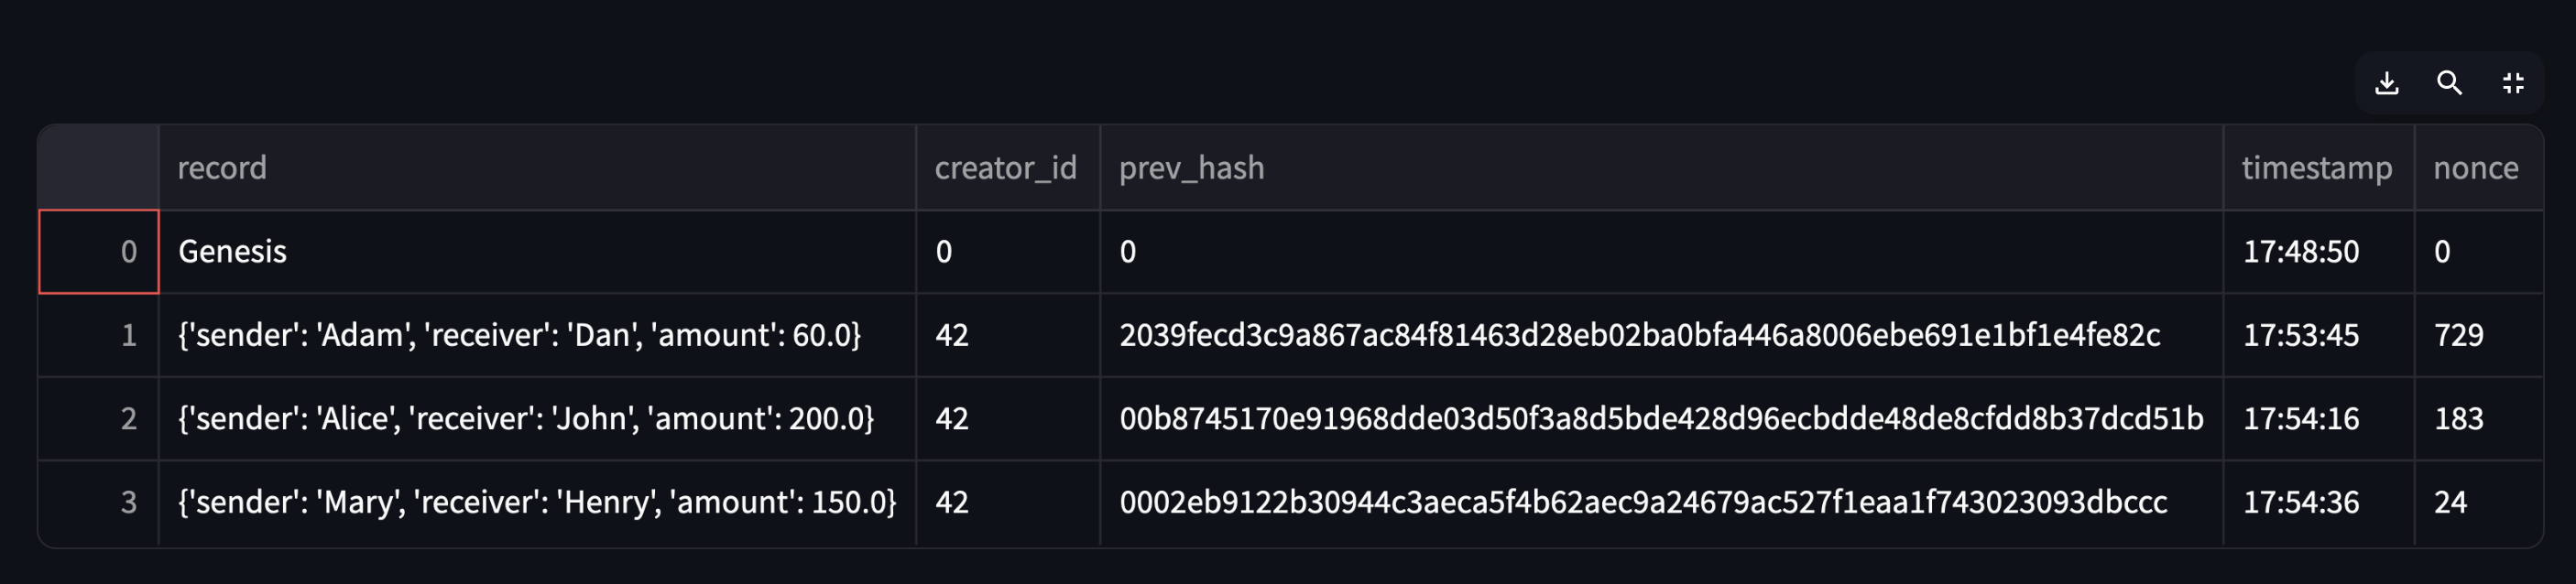 record creator_id prev_hash timestamp nonce
0 Genesis 0 0 17:48:50 0
1 {'sender': 'Adam', 'receiver': 'Dan', 'amount': 60.0} 42 2039fecd3c9a867ac84f81463d28eb02ba0bfa446a8006ebe691e1bf1e4fe82c 17:53:45 729
2 {'sender': 'Alice', 'receiver': 'John', 'amount': 200.0} 42 00b8745170e91968dde03d50f3a8d5bde428d96ecbdde48de8cfdd8b37dcd51b 17:54:16 183
3 {'sender': 'Mary', 'receiver': 'Henry', 'amount': 150.0} 42 0002eb9122b30944c3aeca5f4b62aec9a24679ac527f1eaa1f743023093dbccc 17:54:36 24